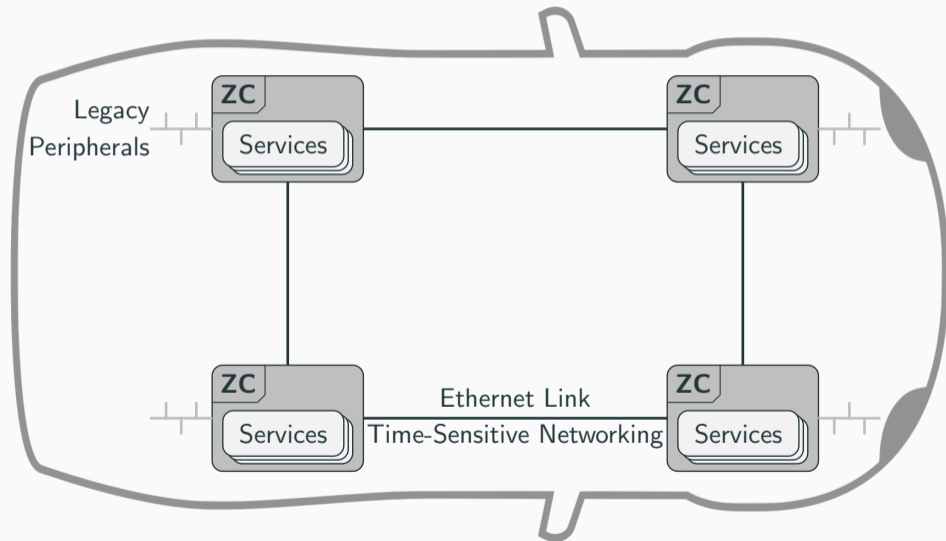 ZC
Services
ZC
Services
Legacy
Peripherals
ZC
Services
Ethernet Link
Time-Sensitive Networking
ZC
Services